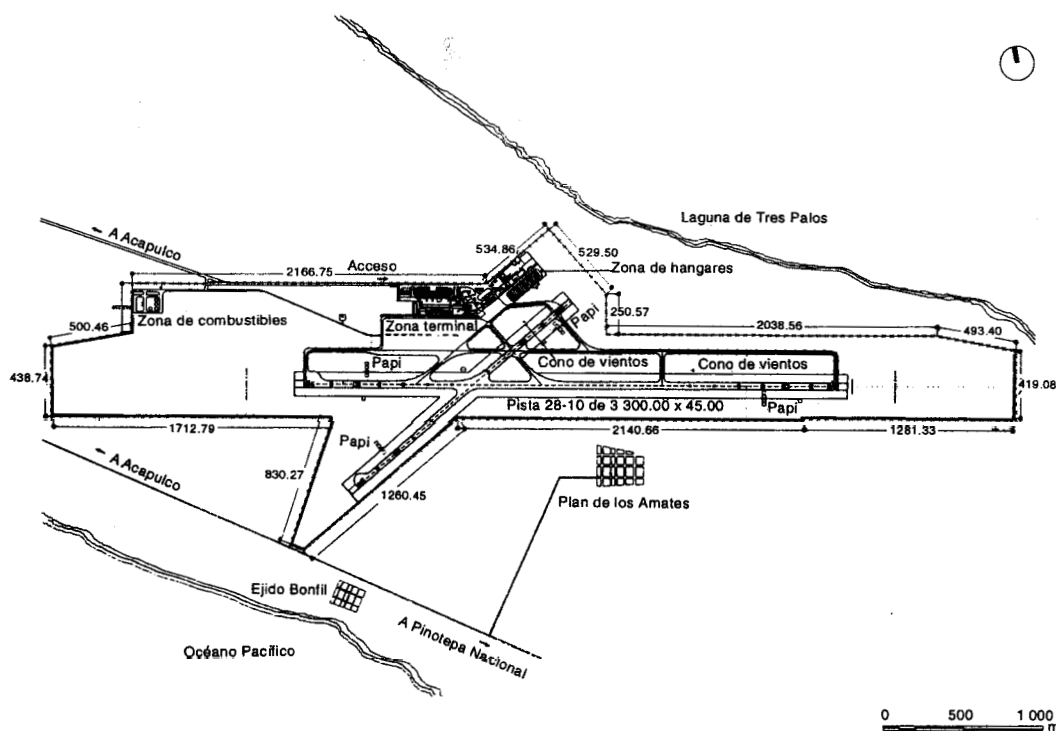 Laguna de Tres Palos
A Acapulco
534.86
529.50
2166.75
Acceso
Zona de hangares
250.57
500.46
Zona de combustibles
Zona terminal
Papi
2038.56
493.40
438.74
Papi
Cono de vientos
Cono de vientos
419.08
Pista 28-10 de 3 300.00 x 45.00
Papi
1712.79
Papi
2140.66
1281.33
A Acapulco
830.27
1260.45
Plan de los Amates
Ejido Bonfil
A Pinotepa Nacional
Océano Pacífico
0 500 1 000
m